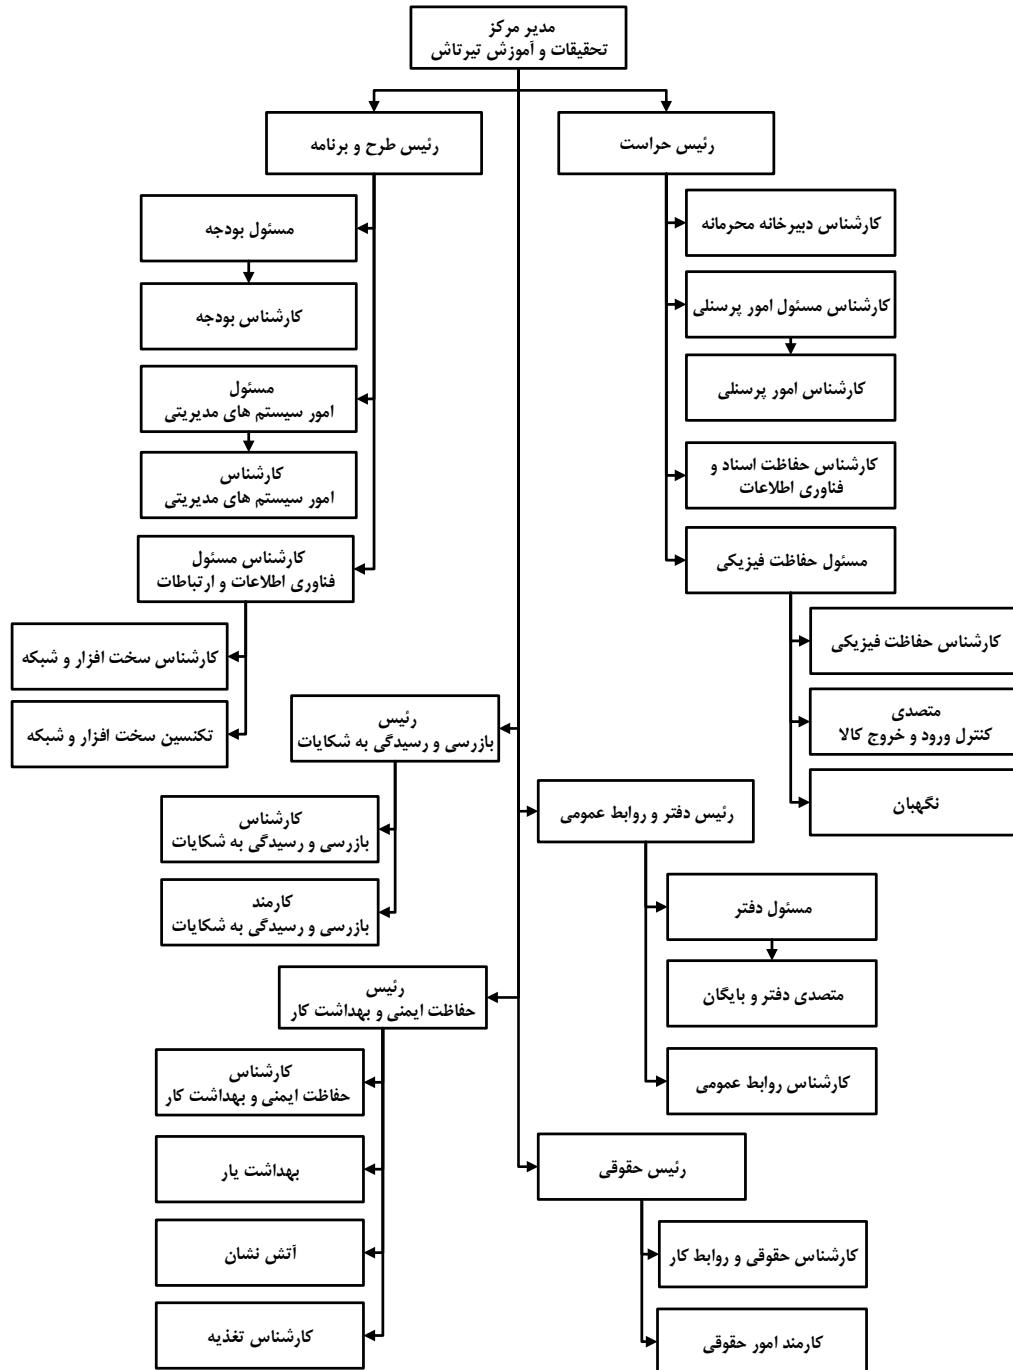 مدیر مرکز
تحقیقات و آموزش تیرتاش
رئیس حراست
کارشناس دبیرخانه محرمانه
کارشناس مسئول امور پرسنلی
کارشناس امور پرسنلی
کارشناس حفاظت اسناد و
فناوری اطلاعات
مسئول حفاظت فیزیکی
کارشناس حفاظت فیزیکی
متصدی
کنترل ورود و خروج کالا
نگهبان
رئیس طرح و برنامه
مسئول بودجه
کارشناس بودجه
مسئول
امور سیستم های مدیریتی
کارشناس
امور سیستم های مدیریتی
کارشناس مسئول
فناوری اطلاعات و ارتباطات
کارشناس سخت افزار و شبکه
تکنسین سخت افزار و شبکه
رئیس
بازرسی و رسیدگی به شکایات
کارشناس
بازرسی و رسیدگی به شکایات
کارمند
بازرسی و رسیدگی به شکایات
رئیس دفتر و روابط عمومی
مسئول دفتر
متصدی دفتر و بایگان
کارشناس روابط عمومی
رئیس
حفاظت ایمنی و بهداشت کار
کارشناس
حفاظت ایمنی و بهداشت کار
بهداشت یار
آتش نشان
کارشناس تغذیه
رئیس حقوقی
کارشناس حقوقی و روابط کار
کارمند امور حقوقی